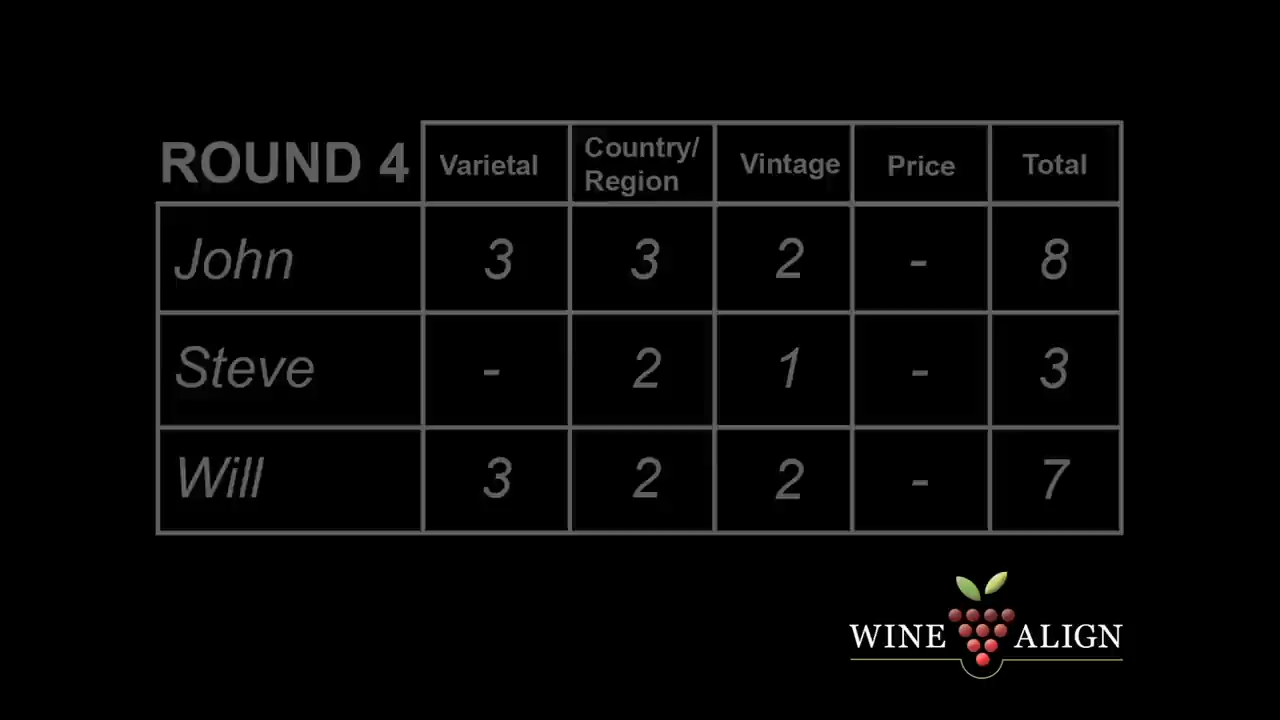 ROUND 4 Varietal Country/ Region Vintage Price Total
John 3 3 2 - 8
Steve - 2 1 - 3
Will 3 2 2 - 7
WINE ALIGN